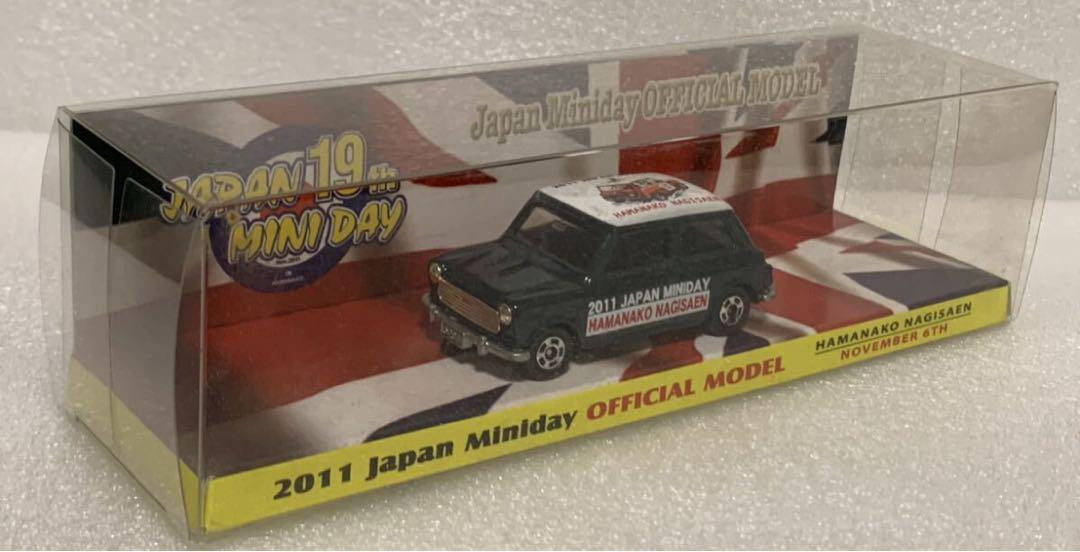 Japan Miniday OFFICIAL MODEL
JAPAN 19th
MINI DAY
HAMANAKO NAGISAEN
2011 JAPAN MINIDAY
HAMANAKO NAGISAEN
2011 Japan Miniday OFFICIAL MODEL
HAMANAKO NAGISAEN
NOVEMBER 6TH